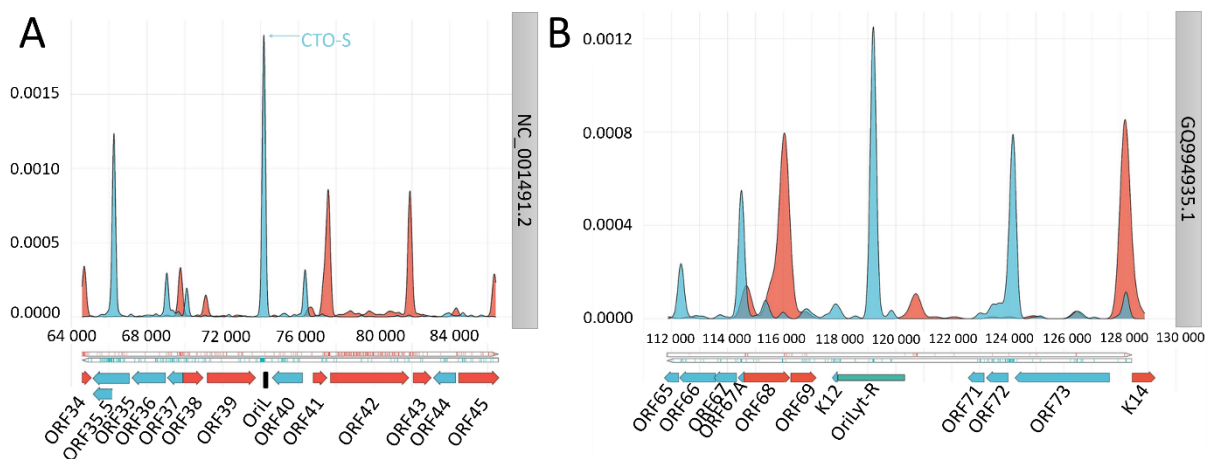 A
CTO-S
0.0015
0.0010
0.0005
0.0000
64 000 68 000 72 000 76 000 80 000 84 000
NC_001491.2
ORF34
ORF35.5
ORF35
ORF36
ORF37
ORF38
ORF39
OriL
ORF40
ORF41
ORF42
ORF43
ORF44
ORF45
B
0.0012
0.0008
0.0004
0.0000
112 000 114 000 116 000 118 000 120 000 122 000 124 000 126 000 128 000 130 000
GQ994935.1
ORF65
ORF66
ORF67
ORF67A
ORF68
ORF69
K12
OriLyt-R
ORF71
ORF72
ORF73
K14